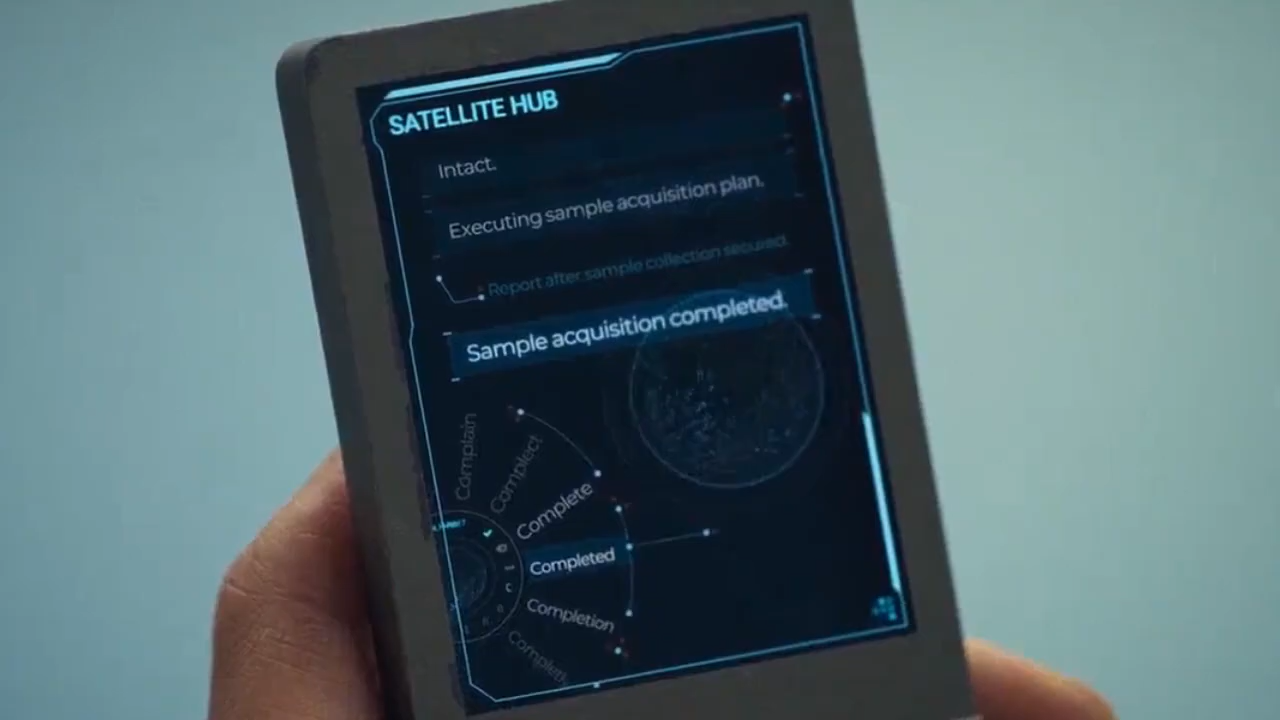 SATELLITE HUB
Intact.
Executing sample acquisition plan.
Report after sample collection secured.
Sample acquisition completed.
Complain
Complect
Complete
Completed
Completion